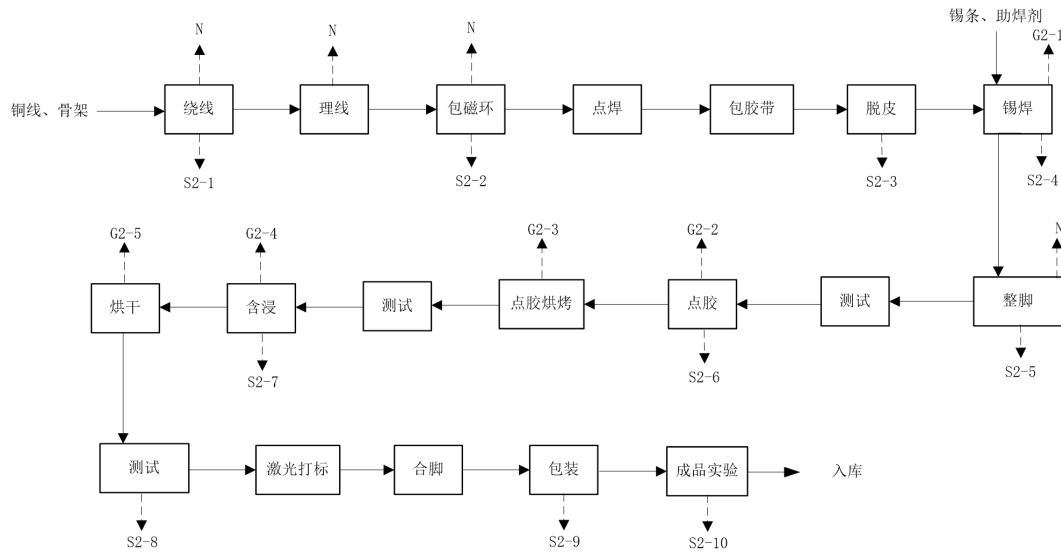 锡条、助焊剂
N
N
N
G2-1
铜线、骨架
绕线
理线
包磁环
点焊
包胶带
脱皮
锡焊
S2-1
S2-2
S2-3
S2-4
G2-5
G2-4
G2-3
G2-2
N
烘干
含浸
测试
点胶烘烤
点胶
测试
整脚
S2-7
S2-6
S2-5
测试
激光打标
合脚
包装
成品实验
入库
S2-8
S2-9
S2-10